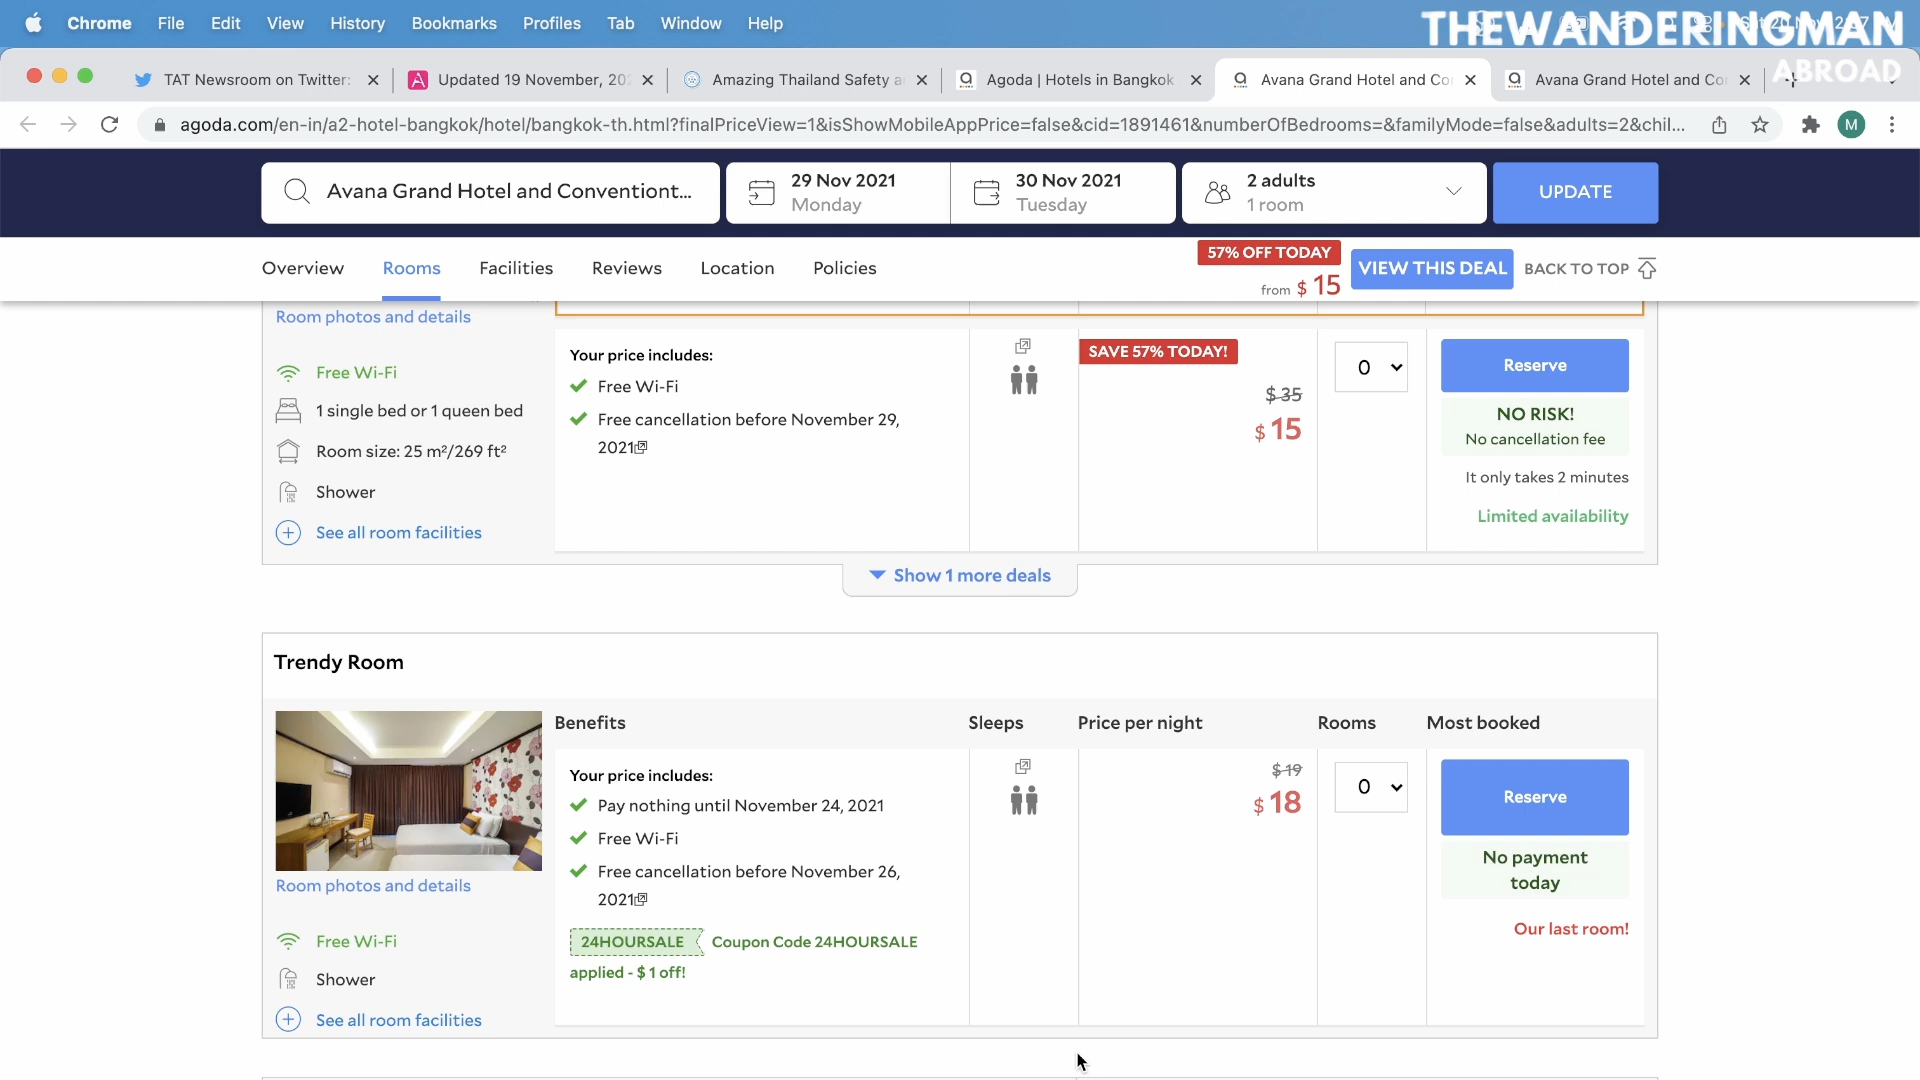 Chrome File Edit View History Bookmarks Profiles Tab Window Help
THEWANDERINGMAN
ABROAD
TAT Newsroom on Twitter:
Updated 19 November, 202
Amazing Thailand Safety a
Agoda | Hotels in Bangkok
Avana Grand Hotel and Co
Avana Grand Hotel and Co
agoda.com/en-in/a2-hotel-bangkok/hotel/bangkok-th.html?finalPriceView=1&isShowMobileAppPrice=false&cid=1891461&numberOfBedrooms=&familyMode=false&adults=2&chil...
M
Avana Grand Hotel and Conventiont...
29 Nov 2021
Monday
30 Nov 2021
Tuesday
2 adults
1 room
UPDATE
Overview Rooms Facilities Reviews Location Policies
57% OFF TODAY
from $ 15
VIEW THIS DEAL
BACK TO TOP
Room photos and details
Free Wi-Fi
1 single bed or 1 queen bed
Room size: 25 m²/269 ft²
Shower
See all room facilities
Your price includes:
Free Wi-Fi
Free cancellation before November 29,
2021
SAVE 57% TODAY!
$ 35
$ 15
0
Reserve
NO RISK!
No cancellation fee
It only takes 2 minutes
Limited availability
Show 1 more deals
Trendy Room
Benefits Sleeps Price per night Rooms Most booked
Room photos and details
Free Wi-Fi
Shower
See all room facilities
Your price includes:
Pay nothing until November 24, 2021
Free Wi-Fi
Free cancellation before November 26,
2021
24HOURSALE Coupon Code 24HOURSALE
applied - $ 1 off!
$ 19
$ 18
0
Reserve
No payment
today
Our last room!